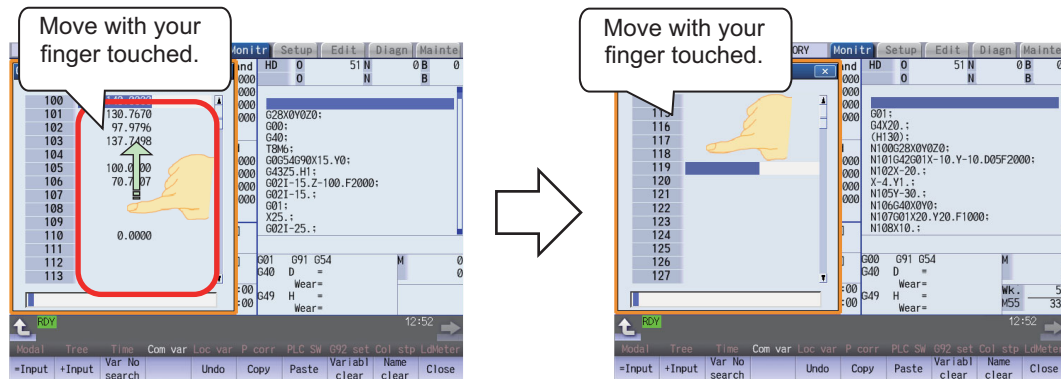 Move with your
finger touched.
Monitr Setup Edit Diagn Mainte
HD O 51 N 0 B 0
O N B
100
101 130.7670
102 97.9796
103 137.7498
104
105 100.0000
106
107
108
109
110 0.0000
111
112
113
G28X0Y0Z0:
G00:
G40:
T8M6:
G0G54G90X15.Y0:
G43Z5.H1:
G02I-15.Z-100.F2000:
G02I-15.:
G01:
X25.:
G02I-25.:
G01 G91 G54 M 0
G40 D = 0
Wear=
G49 H =
Wear=
RDY 12:52
Modal Tree Time Com var Loc var P corr PLC SW G92 set Col stp LdMeter
=Input +Input Var No search Undo Copy Paste Variabl clear Name clear Close
Move with your
finger touched.
ORY Monitr Setup Edit Diagn Mainte
HD O 51 N 0 B 0
O N B
115
116
117
118
119
120
121
122
123
124
125
126
127
G01:
G4X20.:
(H130):
N100G28X0Y0Z0:
N101G42G01X-10.Y-10.D05F2000:
N102X-20.:
X-4.Y1.:
N105Y-30.:
N106G40X0Y0:
N107G01X20.Y20.F1000:
N108X10.:
G00 G91 G54 M
G40 D =
Wear=
G49 H =
Wear=
Wk. 5
M55 33
RDY 12:52
Modal Tree Time Com var Loc var P corr PLC SW G92 set Col stp LdMeter
=Input +Input Var No search Undo Copy Paste Variabl clear Name clear Close